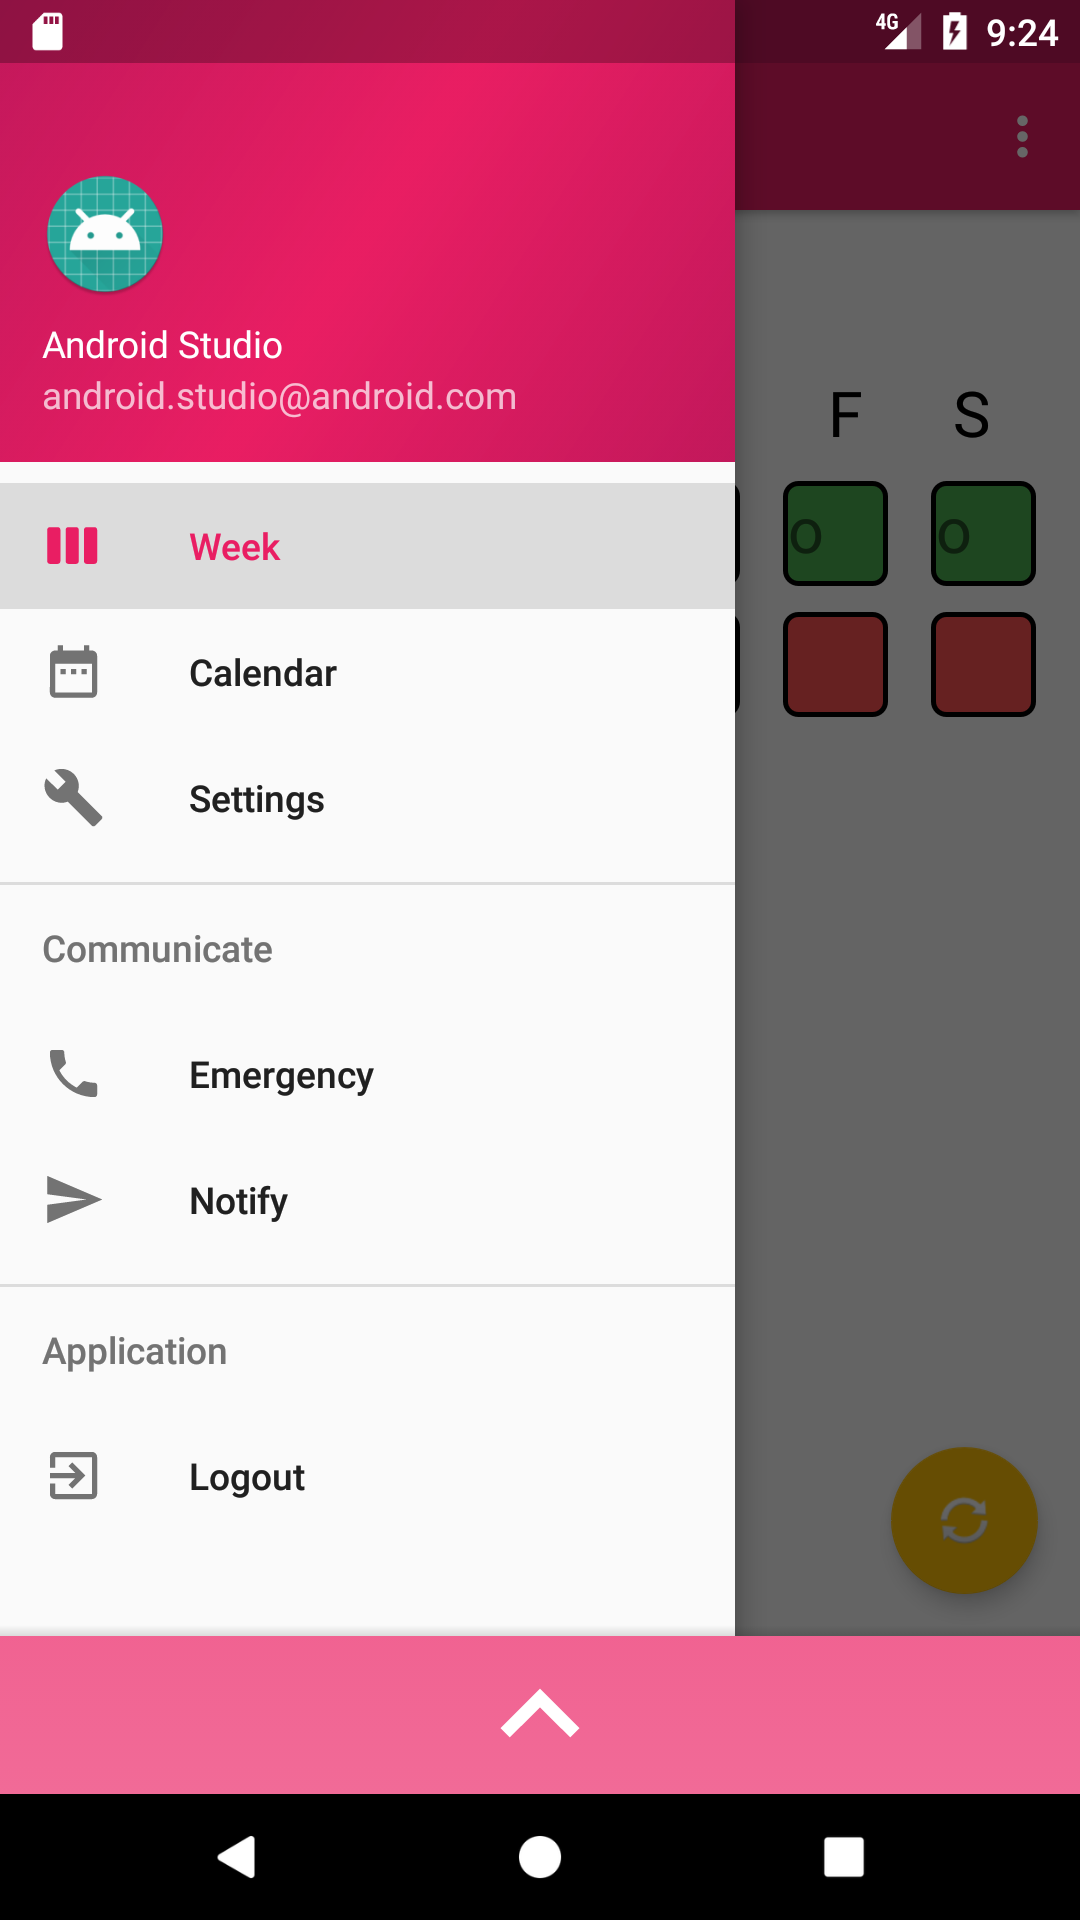 4G 9:24
Android Studio
android.studio@android.com
F S
Week
O O
Calendar
Settings
Communicate
Emergency
Notify
Application
Logout